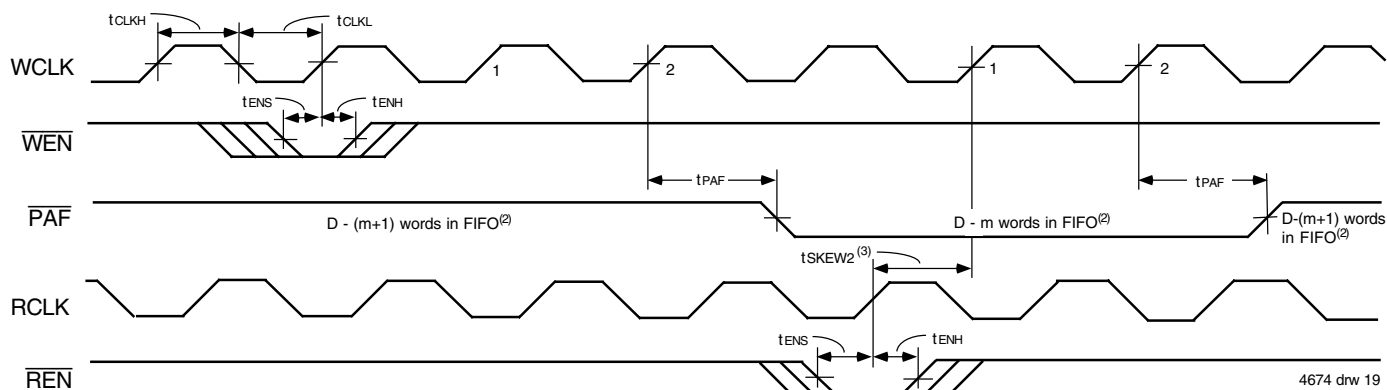 tCLKH tCLKL
WCLK 1 2 1 2
tENS tENH
WEN
tPAF tPAF
PAF
D - (m+1) words in FIFO(2) D - m words in FIFO(2) D-(m+1) words
in FIFO(2)
tSKEW2(3)
RCLK
tENS tENH
REN
4674 drw 19